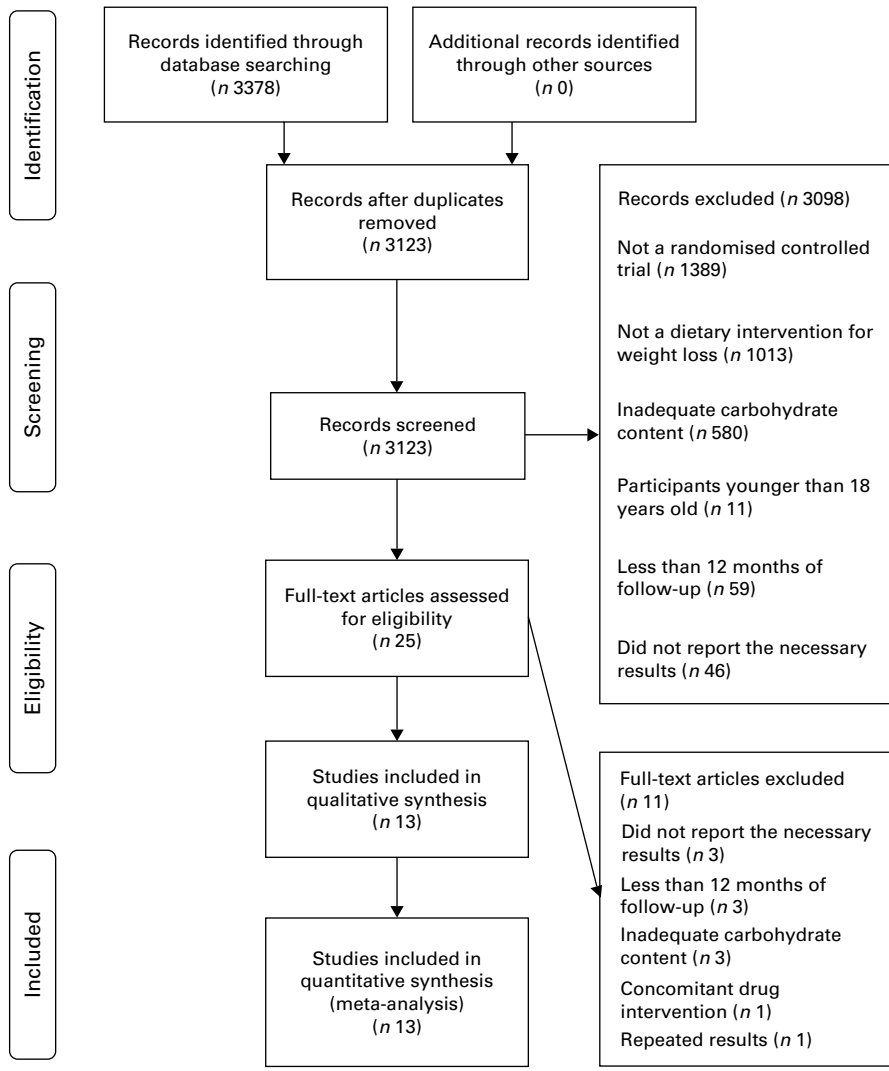 Identification
Records identified through
database searching
(n 3378)
Additional records identified
through other sources
(n 0)
Records after duplicates
removed
(n 3123)
Screening
Records screened
(n 3123)
Records excluded (n 3098)
Not a randomised controlled
trial (n 1389)
Not a dietary intervention for
weight loss (n 1013)
Inadequate carbohydrate
content (n 580)
Participants younger than 18
years old (n 11)
Less than 12 months of
follow-up (n 59)
Did not report the necessary
results (n 46)
Eligibility
Full-text articles assessed
for eligibility
(n 25)
Studies included in
qualitative synthesis
(n 13)
Full-text articles excluded
(n 11)
Did not report the necessary
results (n 3)
Less than 12 months of
follow-up (n 3)
Inadequate carbohydrate
content (n 3)
Concomitant drug
intervention (n 1)
Repeated results (n 1)
Included
Studies included in
quantitative synthesis
(meta-analysis)
(n 13)